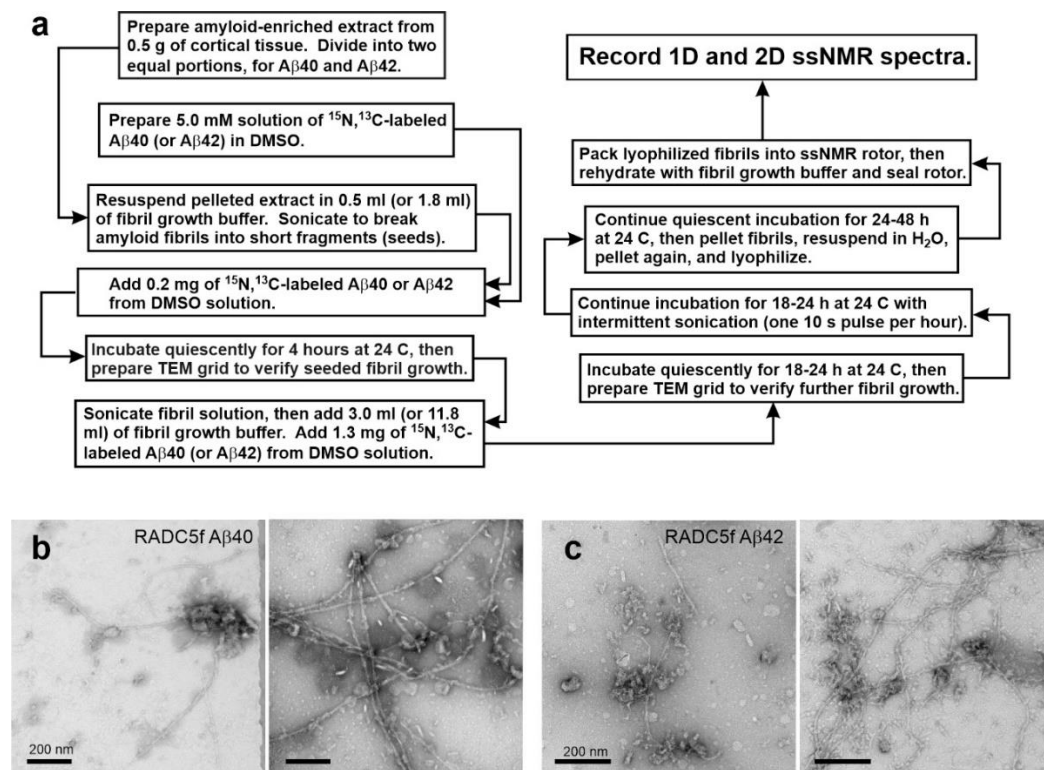 a
Prepare amyloid-enriched extract from
0.5 g of cortical tissue. Divide into two
equal portions, for Aβ40 and Aβ42.
Prepare 5.0 mM solution of ¹⁵N,¹³C-labeled
Aβ40 (or Aβ42) in DMSO.
Resuspend pelleted extract in 0.5 ml (or 1.8 ml)
of fibril growth buffer. Sonicate to break
amyloid fibrils into short fragments (seeds).
Add 0.2 mg of ¹⁵N,¹³C-labeled Aβ40 or Aβ42
from DMSO solution.
Incubate quiescently for 4 hours at 24 C, then
prepare TEM grid to verify seeded fibril growth.
Sonicate fibril solution, then add 3.0 ml (or 11.8
ml) of fibril growth buffer. Add 1.3 mg of ¹⁵N,¹³C-
labeled Aβ40 (or Aβ42) from DMSO solution.
Record 1D and 2D ssNMR spectra.
Pack lyophilized fibrils into ssNMR rotor, then
rehydrate with fibril growth buffer and seal rotor.
Continue quiescent incubation for 24-48 h
at 24 C, then pellet fibrils, resuspend in H₂O,
pellet again, and lyophilize.
Continue incubation for 18-24 h at 24 C with
intermittent sonication (one 10 s pulse per hour).
Incubate quiescently for 18-24 h at 24 C, then
prepare TEM grid to verify further fibril growth.
b
RADC5f Aβ40
200 nm
c
RADC5f Aβ42
200 nm